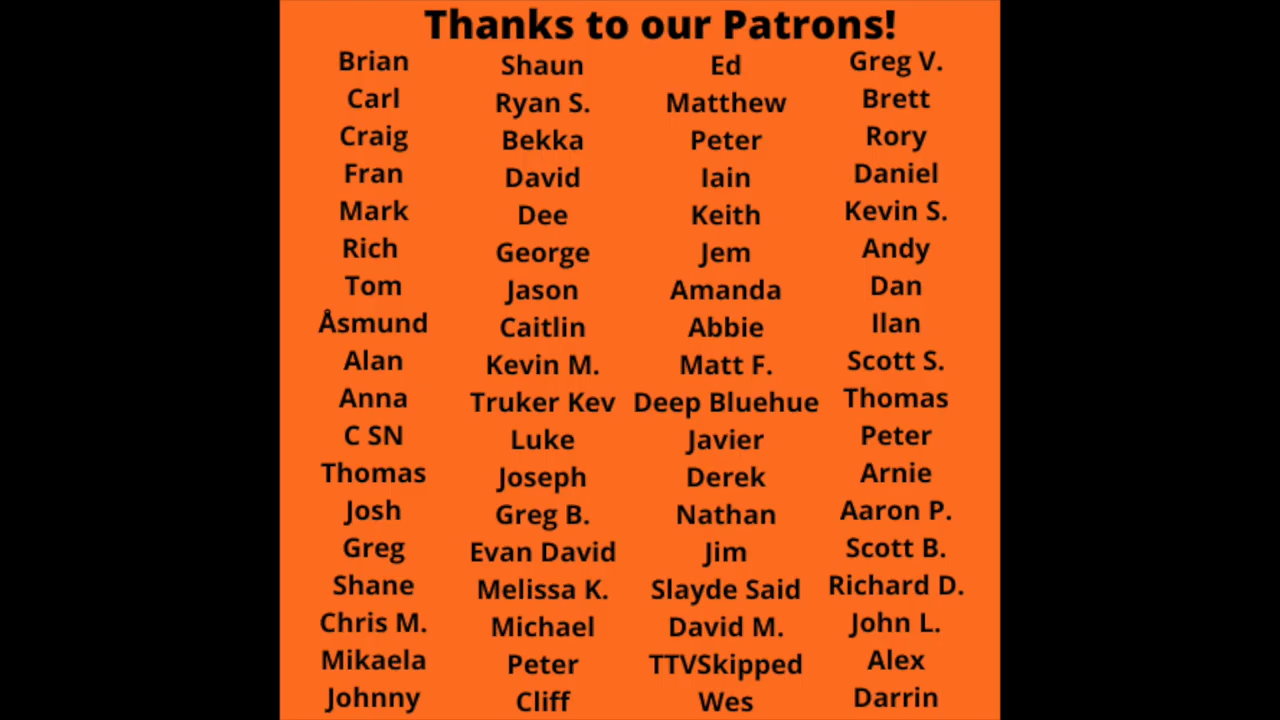 Thanks to our Patrons!
Brian
Carl
Craig
Fran
Mark
Rich
Tom
Åsmund
Alan
Anna
C SN
Thomas
Josh
Greg
Shane
Chris M.
Mikaela
Johnny
Shaun
Ryan S.
Bekka
David
Dee
George
Jason
Caitlin
Kevin M.
Truker Kev
Luke
Joseph
Greg B.
Evan David
Melissa K.
Michael
Peter
Cliff
Ed
Matthew
Peter
Iain
Keith
Jem
Amanda
Abbie
Matt F.
Deep Bluehue
Javier
Derek
Nathan
Jim
Slayde Said
David M.
TTVSkipped
Wes
Greg V.
Brett
Rory
Daniel
Kevin S.
Andy
Dan
Ilan
Scott S.
Thomas
Peter
Arnie
Aaron P.
Scott B.
Richard D.
John L.
Alex
Darrin